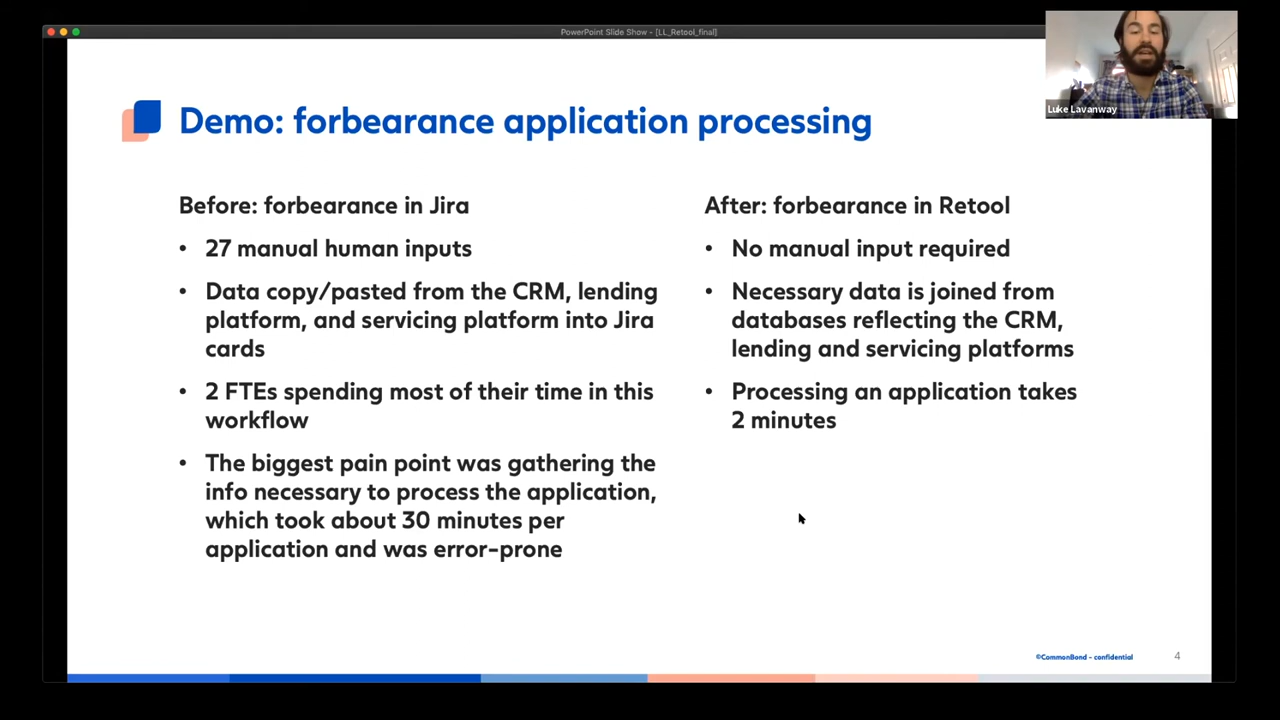 PowerPoint Slide Show - [LL_Retool_final]
Luke Lavanway
Demo: forbearance application processing
Before: forbearance in Jira
• 27 manual human inputs
• Data copy/pasted from the CRM, lending
platform, and servicing platform into Jira
cards
• 2 FTEs spending most of their time in this
workflow
• The biggest pain point was gathering the
info necessary to process the application,
which took about 30 minutes per
application and was error-prone
After: forbearance in Retool
• No manual input required
• Necessary data is joined from
databases reflecting the CRM,
lending and servicing platforms
• Processing an application takes
2 minutes
©CommonBond - confidential
4